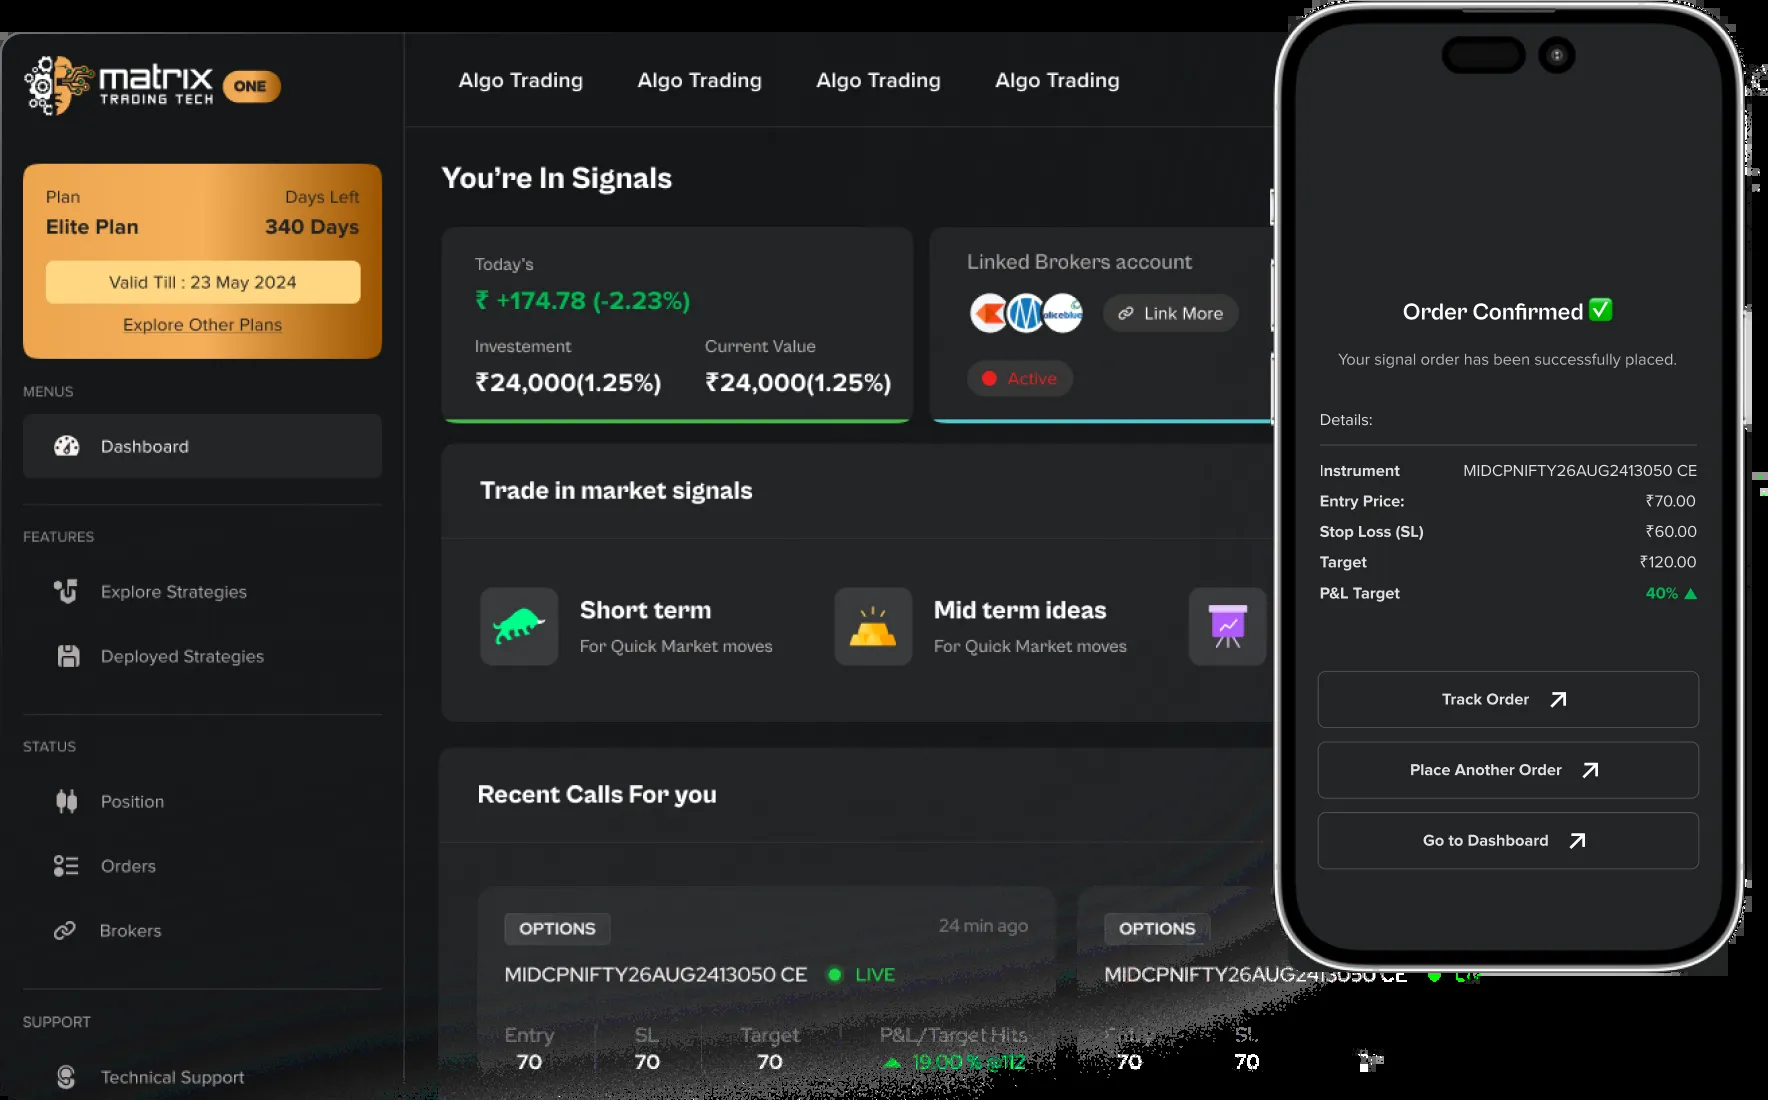 matrix
TRADING TECH
ONE
Algo Trading
Algo Trading
Algo Trading
Algo Trading
Plan
Days Left
Elite Plan
340 Days
Valid Till : 23 May 2024
Explore Other Plans
MENUS
Dashboard
FEATURES
Explore Strategies
Deployed Strategies
STATUS
Position
Orders
Brokers
SUPPORT
Technical Support
You're In Signals
Today's
₹ +174.78 (-2.23%)
Investement
Current Value
₹24,000(1.25%)
₹24,000(1.25%)
Linked Brokers account
aliceblue
Link More
Active
Trade in market signals
Short term
For Quick Market moves
Mid term ideas
For Quick Market moves
Recent Calls For you
OPTIONS
24 min ago
MIDCPNIFTY26AUG2413050 CE
LIVE
Entry
SL
Target
P&L/Target Hits
70
70
70
19.00 % @112
OPTIONS
MIDCPNIFTY26AUG2413050 CE
SL
70
70
Order Confirmed
Your signal order has been successfully placed.
Details:
Instrument MIDCPNIFTY26AUG2413050 CE
Entry Price: ₹70.00
Stop Loss (SL) ₹60.00
Target ₹120.00
P&L Target 40% ▲
Track Order
Place Another Order
Go to Dashboard